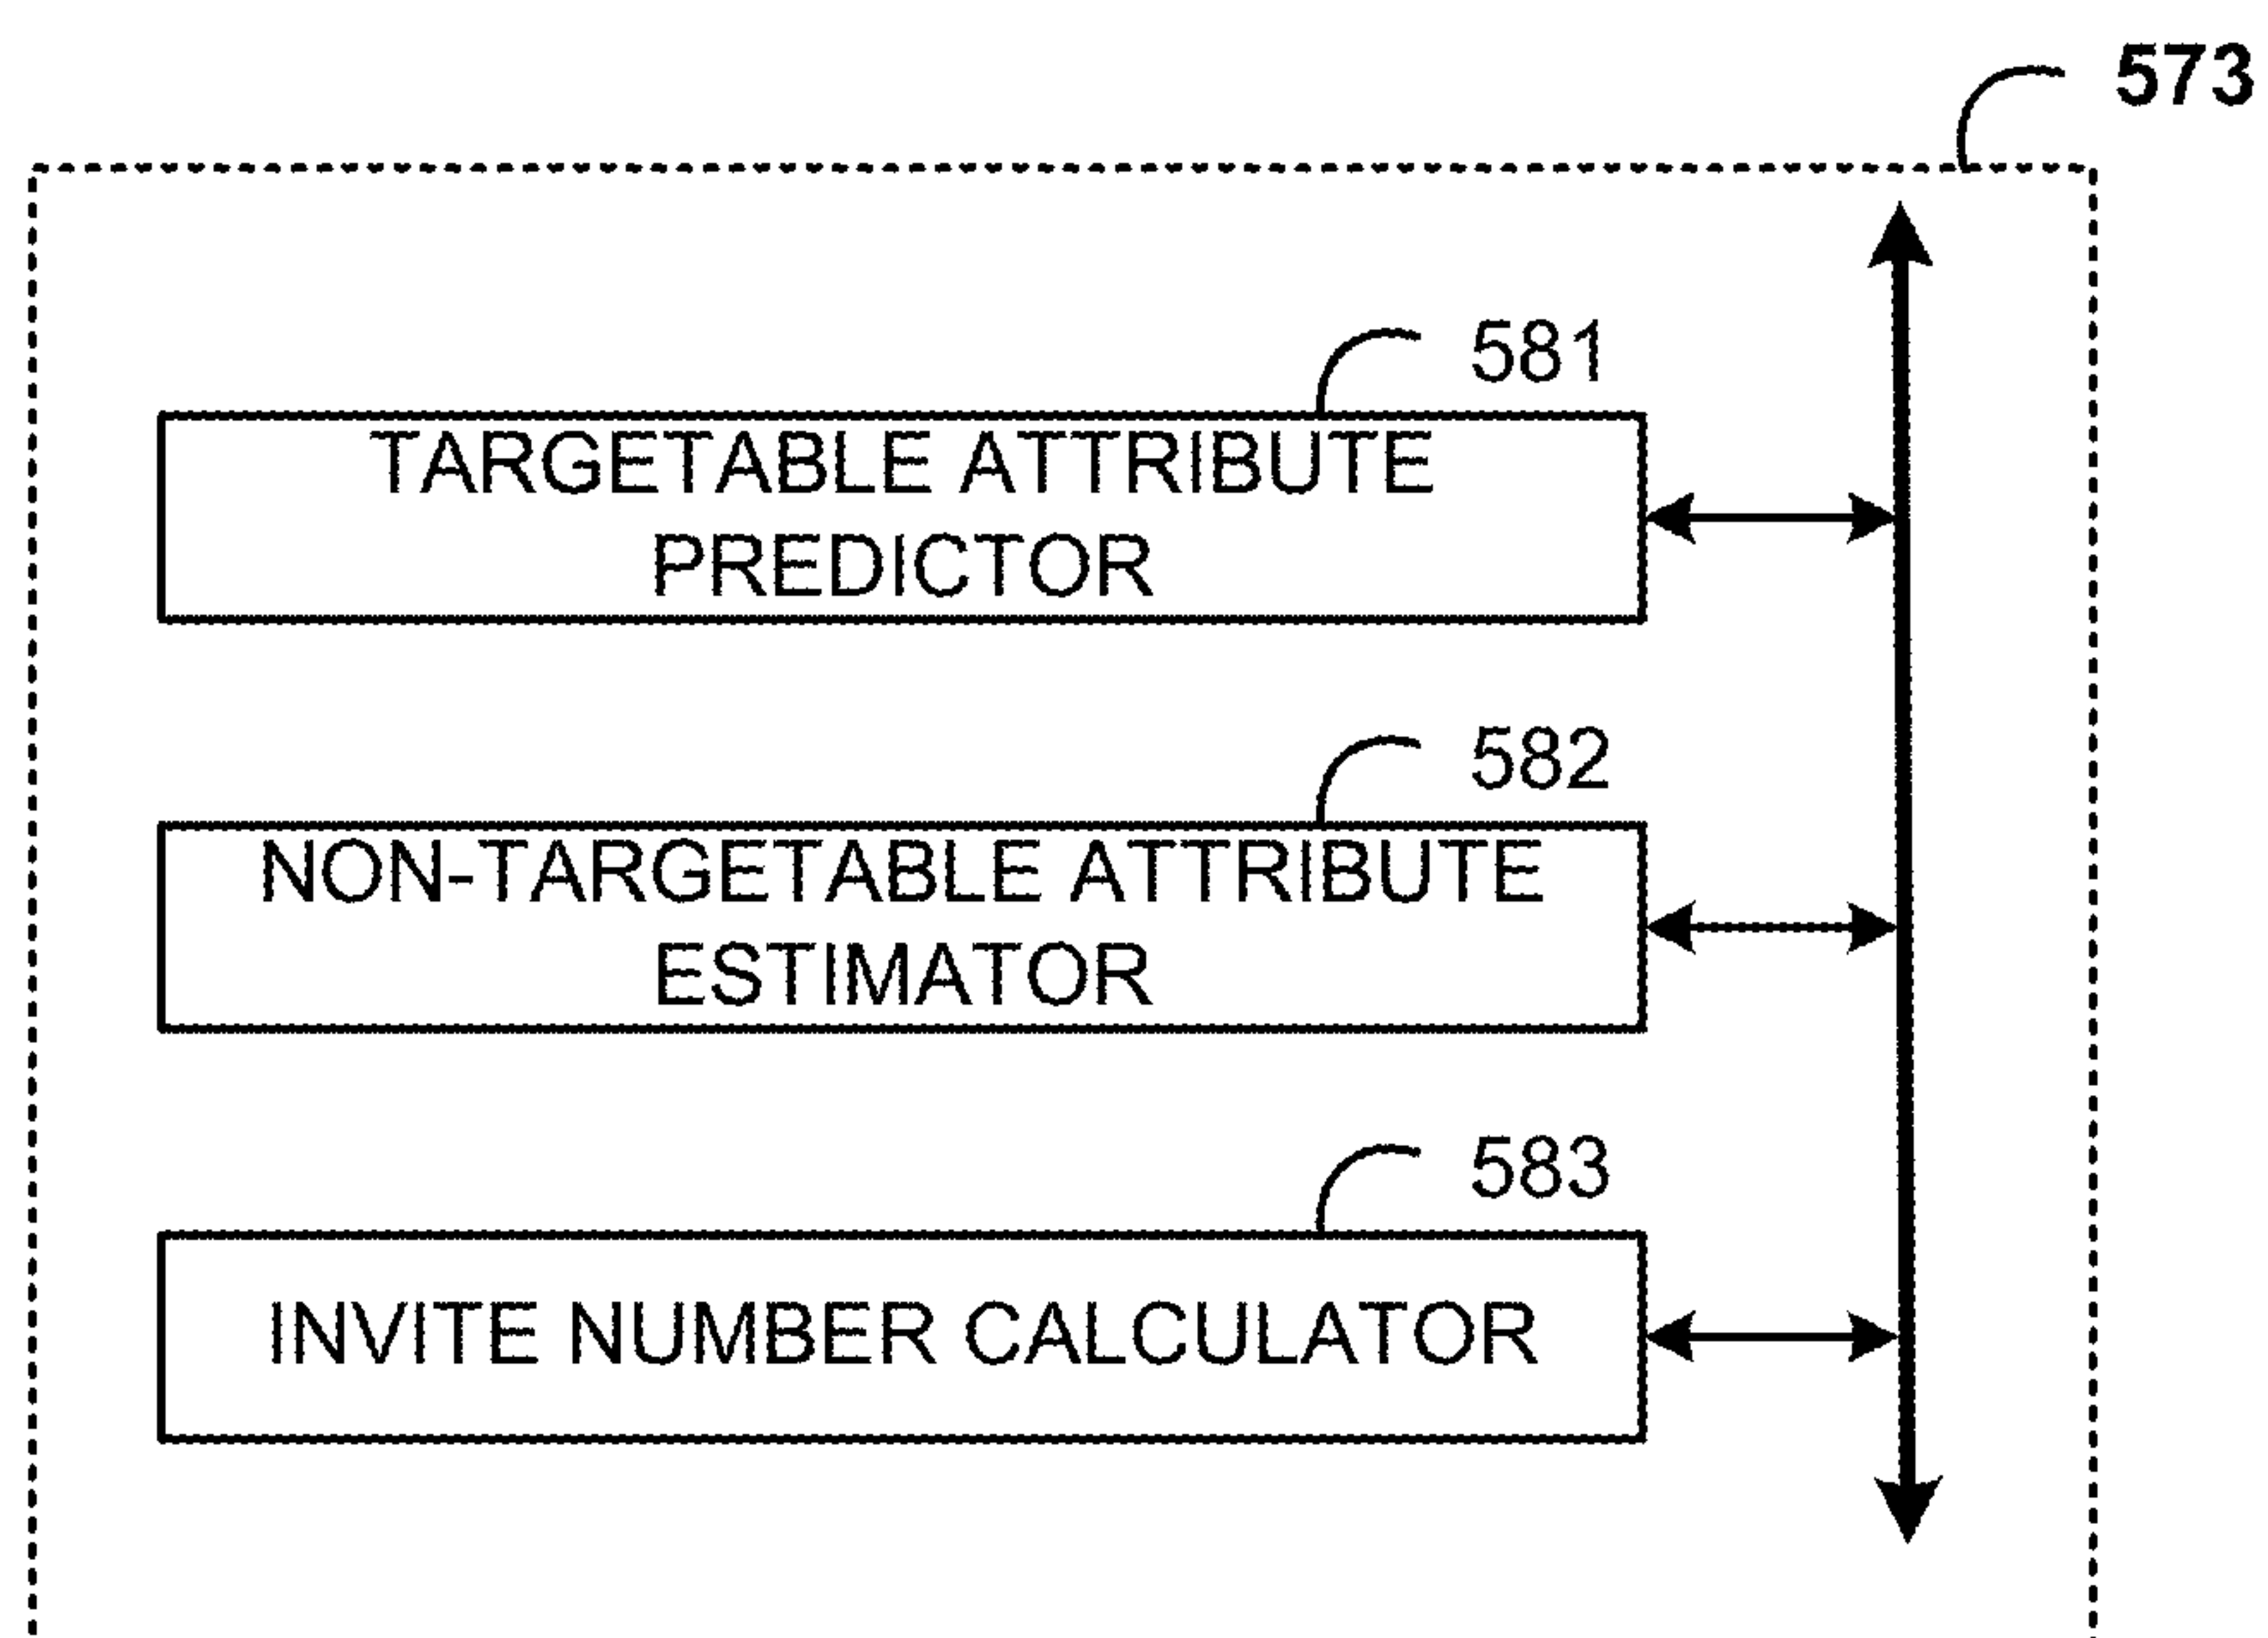 573
581
TARGETABLE ATTRIBUTE
PREDICTOR
582
NON-TARGETABLE ATTRIBUTE
ESTIMATOR
583
INVITE NUMBER CALCULATOR